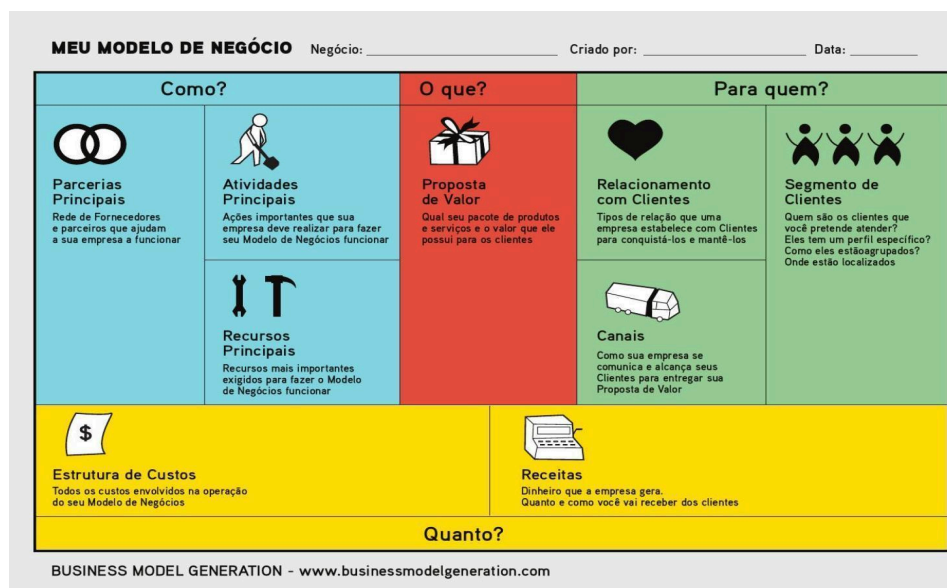 MEU MODELO DE NEGÓCIO Negócio: Criado por: Data:
Como?
O que?
Para quem?
Parcerias
Principais
Rede de Fornecedores
e parceiros que ajudam
a sua empresa a funcionar
Atividades
Principais
Ações importantes que sua
empresa deve realizar para fazer
seu Modelo de Negócios funcionar
Recursos
Principais
Recursos mais importantes
exigidos para fazer o Modelo
de Negócios funcionar
Proposta
de Valor
Qual seu pacote de produtos
e serviços e o valor que ele
possui para os clientes
Relacionamento
com Clientes
Tipos de relação que uma
empresa estabelece com Clientes
para conquistá-los e mantê-los
Canais
Como sua empresa se
comunica e alcança seus
Clientes para entregar sua
Proposta de Valor
Segmento de
Clientes
Quem são os clientes que
você pretende atender?
Eles tem um perfil específico?
Como eles estãoagrupados?
Onde estão localizados
$
Estrutura de Custos
Todos os custos envolvidos na operação
do seu Modelo de Negócios
Receitas
Dinheiro que a empresa gera.
Quanto e como você vai receber dos clientes
Quanto?
BUSINESS MODEL GENERATION - www.businessmodelgeneration.com